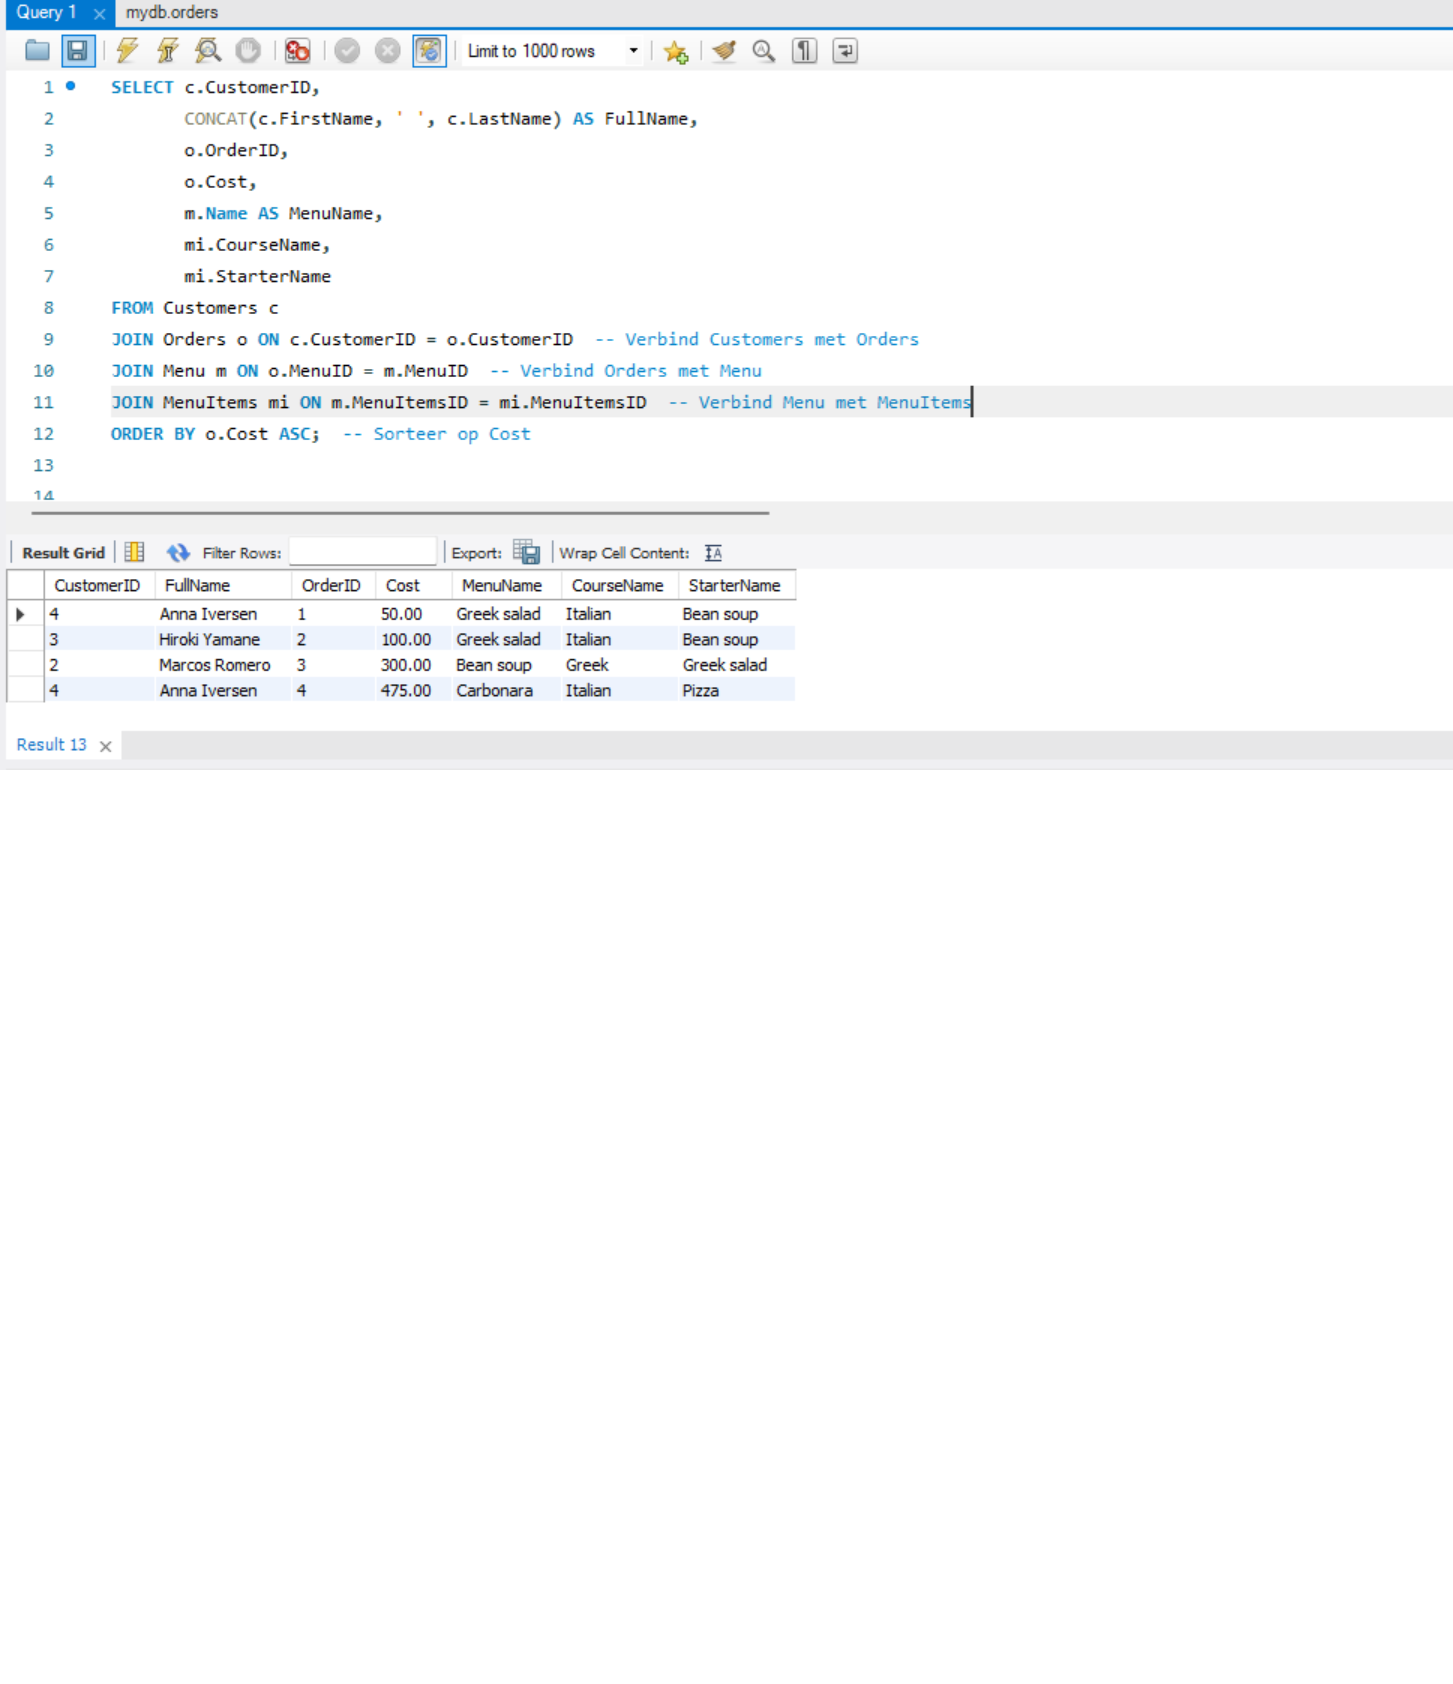 Query 1 mydb.orders
Limit to 1000 rows
1 SELECT c.CustomerID,
2 CONCAT(c.FirstName, ' ', c.LastName) AS FullName,
3 o.OrderID,
4 o.Cost,
5 m.Name AS MenuName,
6 mi.CourseName,
7 mi.StarterName
8 FROM Customers c
9 JOIN Orders o ON c.CustomerID = o.CustomerID -- Verbind Customers met Orders
10 JOIN Menu m ON o.MenuID = m.MenuID -- Verbind Orders met Menu
11 JOIN MenuItems mi ON m.MenuItemsID = mi.MenuItemsID -- Verbind Menu met MenuItems
12 ORDER BY o.Cost ASC; -- Sorteer op Cost
13
14
Result Grid Filter Rows: Export: Wrap Cell Content:
CustomerID FullName OrderID Cost MenuName CourseName StarterName
4 Anna Iversen 1 50.00 Greek salad Italian Bean soup
3 Hiroki Yamane 2 100.00 Greek salad Italian Bean soup
2 Marcos Romero 3 300.00 Bean soup Greek Greek salad
4 Anna Iversen 4 475.00 Carbonara Italian Pizza
Result 13